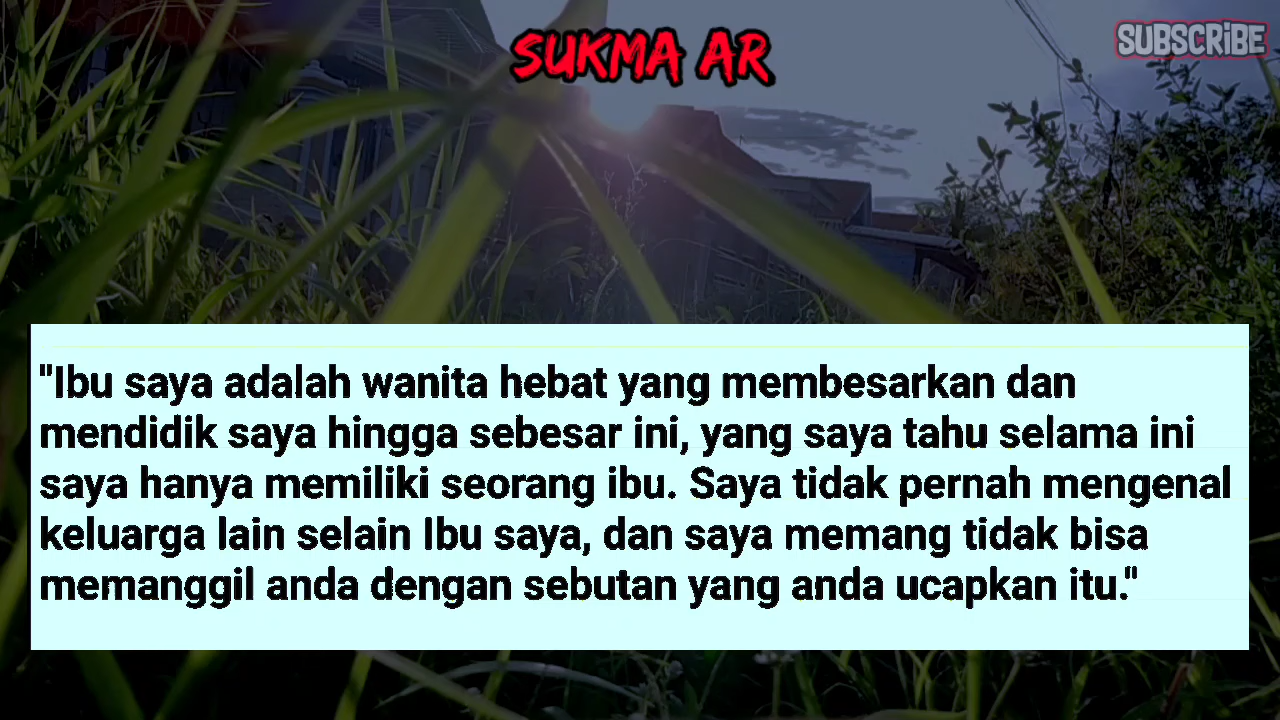 SUKMA AR
SUBSCRiBE
"Ibu saya adalah wanita hebat yang membesarkan dan
mendidik saya hingga sebesar ini, yang saya tahu selama ini
saya hanya memiliki seorang ibu. Saya tidak pernah mengenal
keluarga lain selain Ibu saya, dan saya memang tidak bisa
memanggil anda dengan sebutan yang anda ucapkan itu."